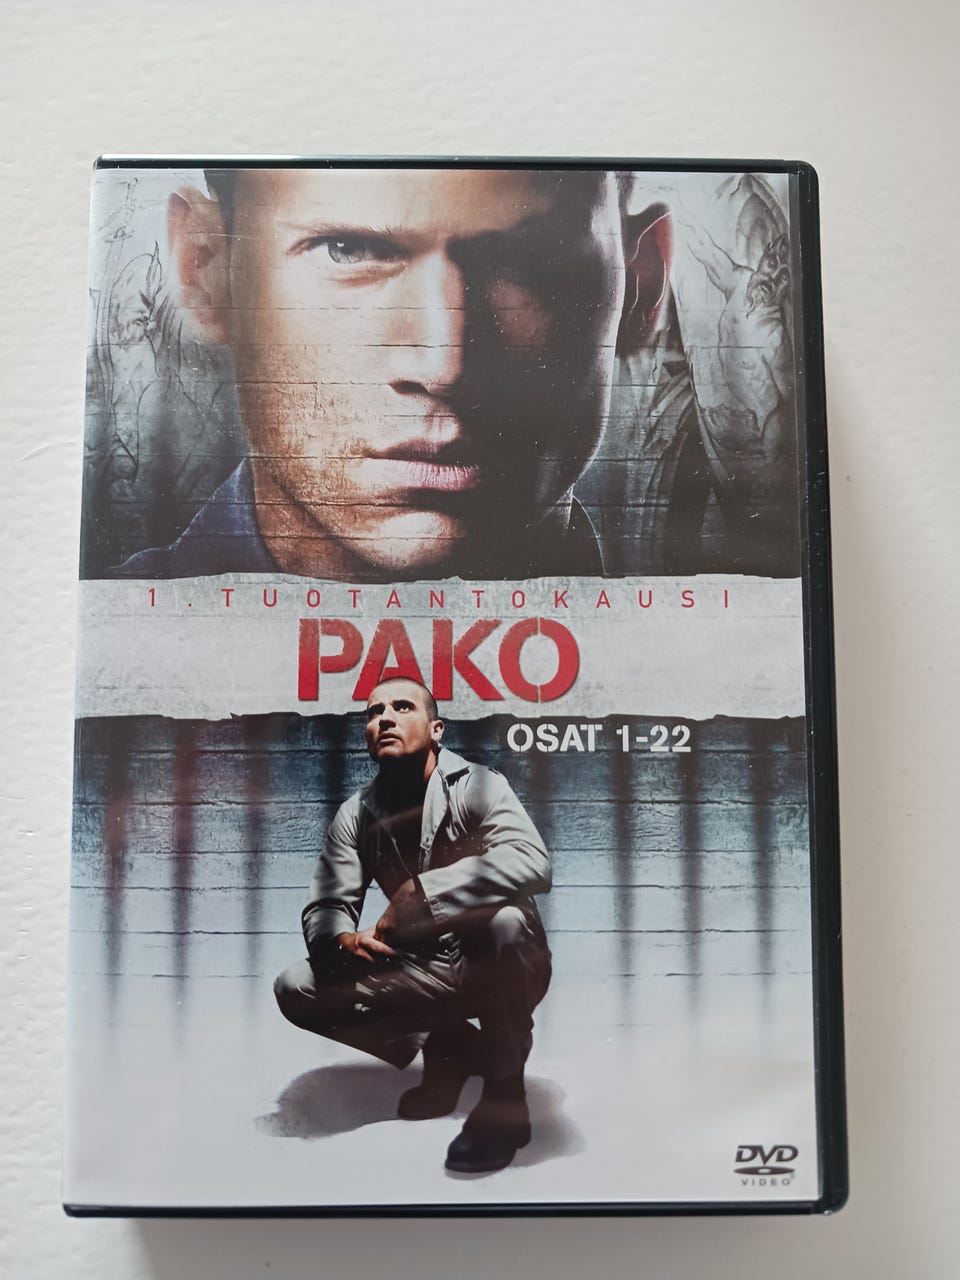 1. TUOTANTOKAUSI
PAKO
OSAT 1-22
DVD
VIDEO